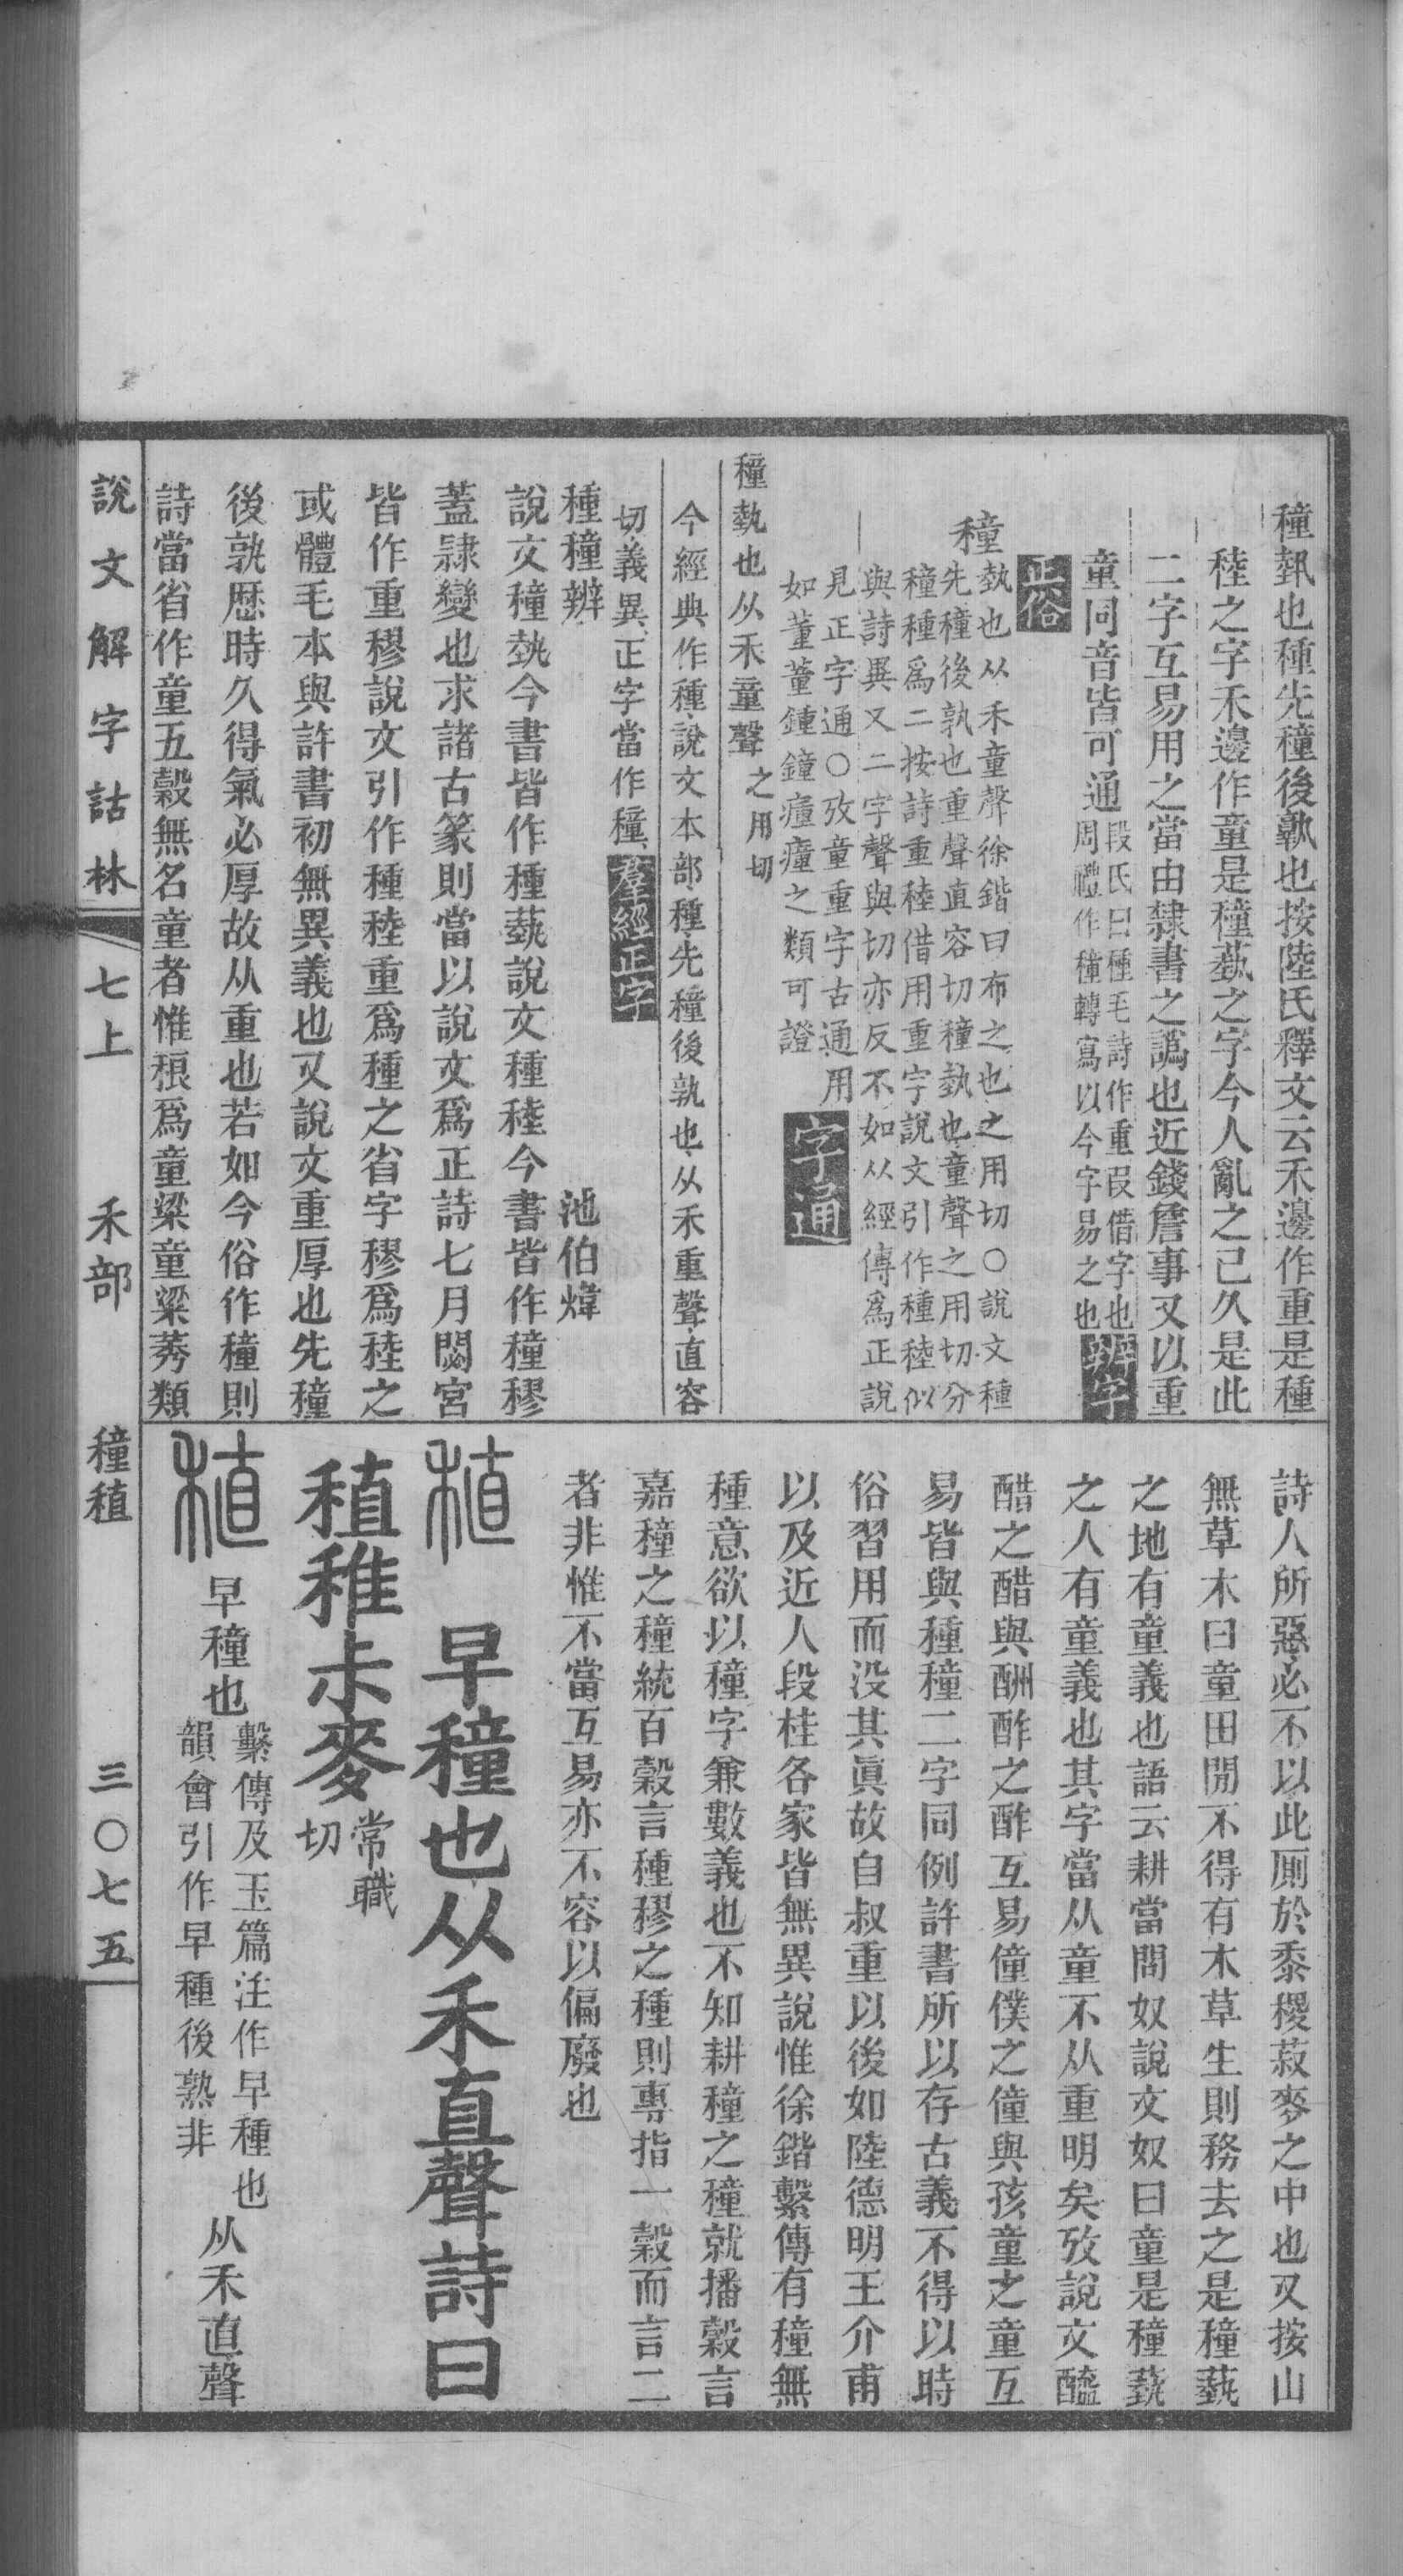 穜埶也種先穜後孰也按陸氏釋文云禾邊作重是種
稑之字禾邊作童是穜蓺之字今人亂之已久是此
二字互易用之當由隸書之譌也近錢詹事又以重
童同音皆可通段氏曰種毛詩作重叚借字也
周禮作穜轉寫以今字易之也辨字
正俗
穜埶也从禾童聲徐鍇曰布之也之用切○說文種
先穜後孰也重聲直容切穜埶也童聲之用切分
穜種爲二按詩重稑借用重字說文引作種稑似
與詩異又二字聲與切亦反不如从經傳爲正說
見正字通○攷童重字古通用
如董蕫鍾鐘瘇㿈之類可證字通
穜埶也从禾童聲之用切
今經典作種說文本部種先穜後孰也从禾重聲直容
切義異正字當作穜羣經正字
種穜辨 池伯煒
說文穜埶今書皆作種蓺說文種稑今書皆作穜穋
蓋隸變也求諸古篆則當以說文爲正詩七月閟宮
皆作重穋說文引作種稑重爲種之省字穋爲稑之
或體毛本與許書初無異義也又說文重厚也先穜
後孰歴時久得氣必厚故从重也若如今俗作穜則
詩當省作童五穀無名童者惟稂爲童粱童粱莠類
詩人所惡必不以此厠於黍稷菽麥之中也又按山
無草木曰童田閒不得有木草生則務去之是穜蓺
之地有童義也語云耕當問奴說文奴曰童是穜蓺
之人有童義也其字當从童不从重明矣攷說文醯
醋之醋與酬酢之酢互易僮僕之僮與孩童之童互
易皆與種穜二字同例許書所以存古義不得以時
俗習用而没其眞故自叔重以後如陸德明王介甫
以及近人段桂各家皆無異說惟徐鍇繫傳有穜無
種意欲以穜字兼數義也不知耕穜之穜就播穀言
嘉穜之穜統百穀言種穋之種則專指一穀而言二
者非惟不當互易亦不容以偏廢也
稙 早穜也从禾直聲詩曰
稙稚尗麥常職
切
稙早穜也繫傳及玉篇注作早種也
韻會引作早種後熟非从禾直聲
說文解字詁林 七上 禾部 穜稙 三〇七五